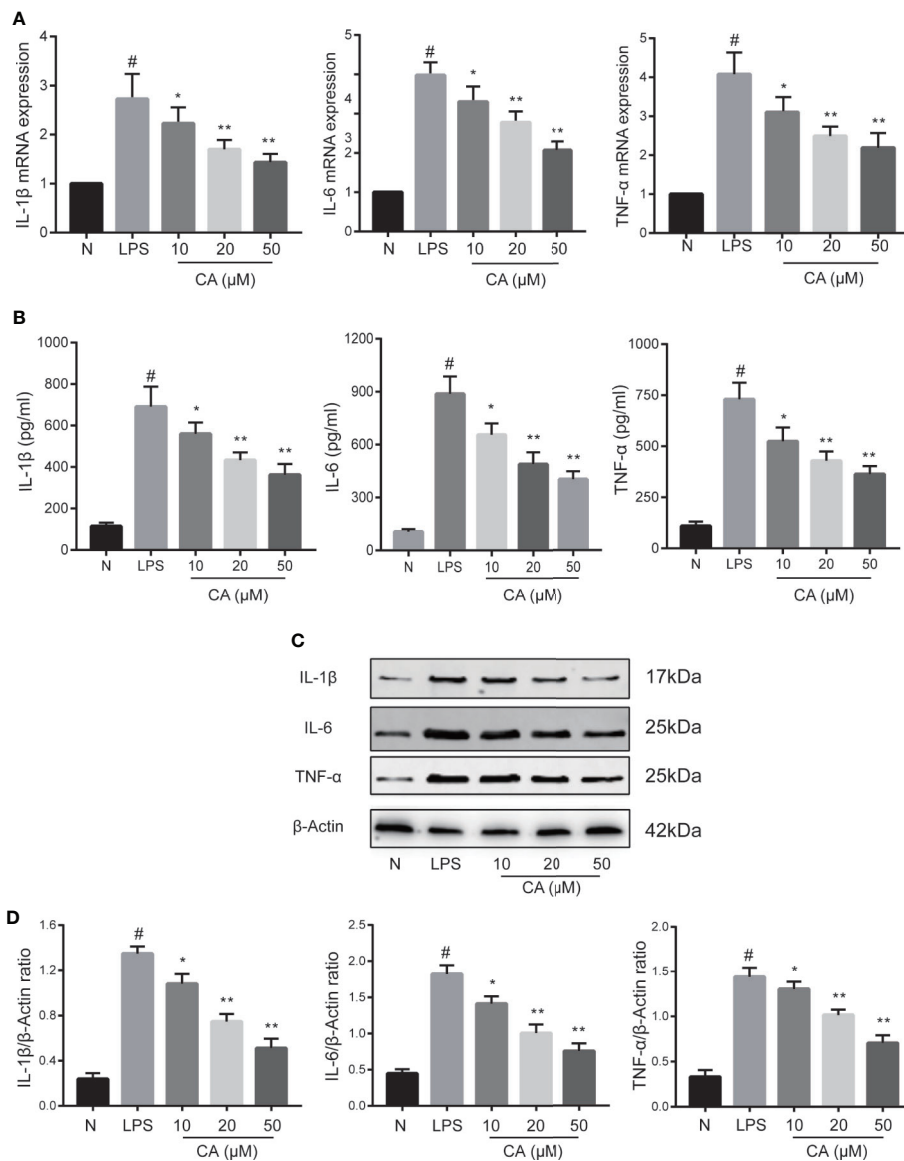 A
IL-1β mRNA expression
4
3
2
1
0
#
*
**
**
N LPS 10 20 50
CA (µM)
IL-6 mRNA expression
5
4
3
2
1
0
#
*
**
**
N LPS 10 20 50
CA (µM)
TNF-α mRNA expression
5
4
3
2
1
0
#
*
**
**
N LPS 10 20 50
CA (µM)
B
IL-1β (pg/ml)
1000
800
600
400
200
0
#
*
**
**
N LPS 10 20 50
CA (µM)
IL-6 (pg/ml)
1200
900
600
300
0
#
*
**
**
N LPS 10 20 50
CA (µM)
TNF-α (pg/ml)
1000
750
500
250
0
#
*
**
**
N LPS 10 20 50
CA (µM)
C
IL-1β 17kDa
IL-6 25kDa
TNF-α 25kDa
β-Actin 42kDa
N LPS 10 20 50
CA (µM)
D
IL-1β/β-Actin ratio
1.6
1.2
0.8
0.4
0.0
#
*
**
**
N LPS 10 20 50
CA (µM)
IL-6/β-Actin ratio
2.5
2.0
1.5
1.0
0.5
0.0
#
*
**
**
N LPS 10 20 50
CA (µM)
TNF-α/β-Actin ratio
2.0
1.5
1.0
0.5
0.0
#
*
**
**
N LPS 10 20 50
CA (µM)